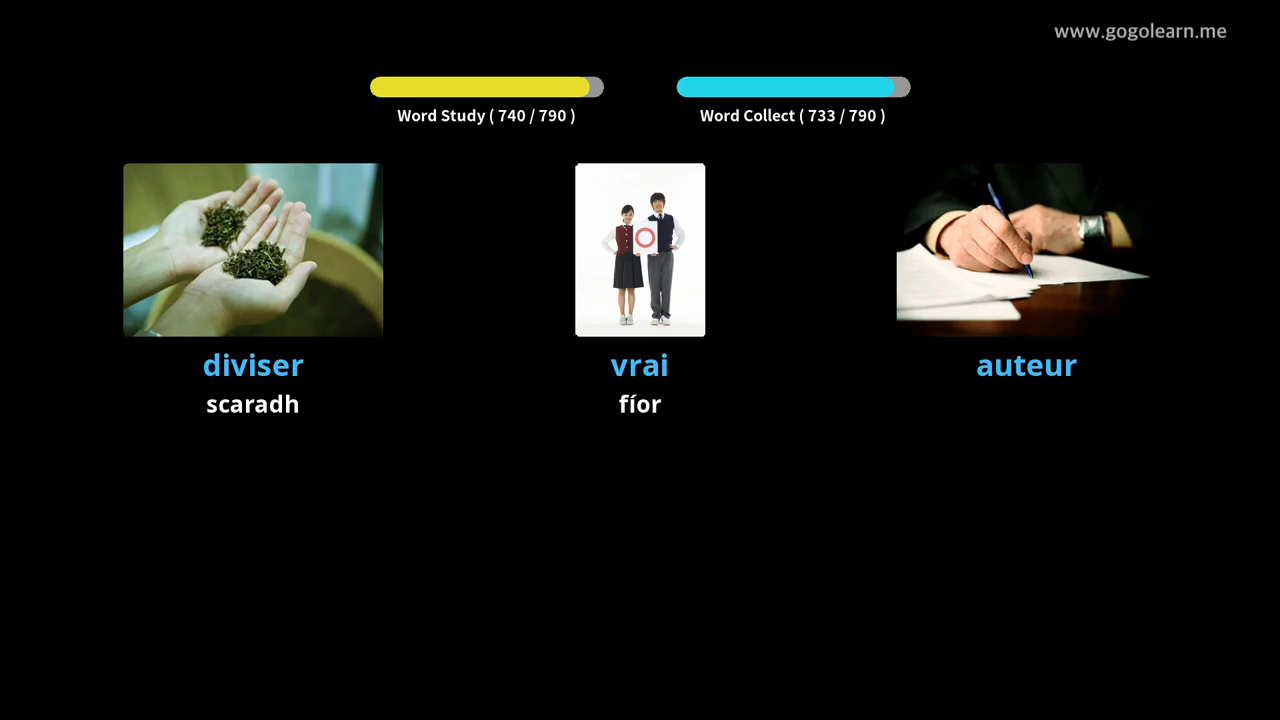 www.gogolearn.me
Word Study ( 740 / 790 )
Word Collect ( 733 / 790 )
diviser
vrai
auteur
scaradh
fíor